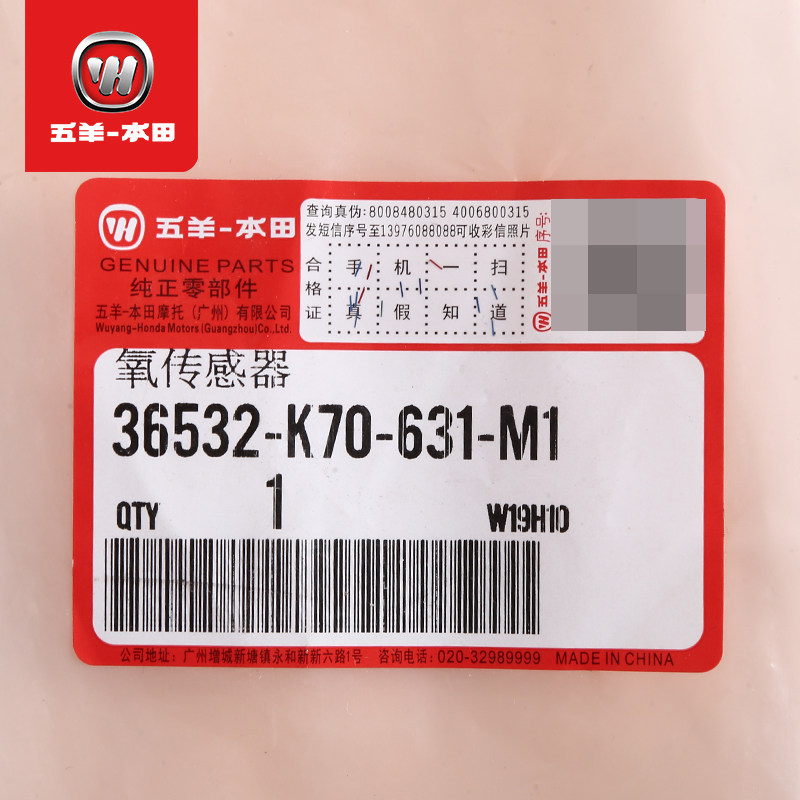 五羊-本田
五羊-本田
GENUINE PARTS
纯正零部件
五羊-本田摩托（广州）有限公司
Wuyang-Honda Motors (Guangzhou)Co.,Ltd.
查询真伪:8008480315 4006800315
发短信序号至13976088088可收彩信照片
合格证
手机一扫
真假知道
五羊-本田 序号:
氧传感器
36532-K70-631-M1
QTY 1 W19H10
公司地址：广州增城新塘镇永和新新六路1号 咨询电话：020-32989999 MADE IN CHINA